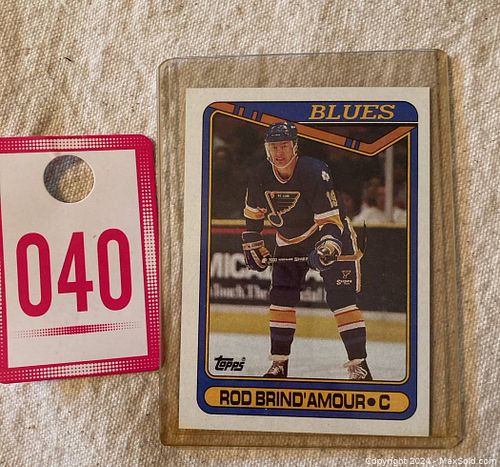 BLUES
040
topps
ROD BRIND'AMOUR • C
Copyright 2024 - MaxSold.com